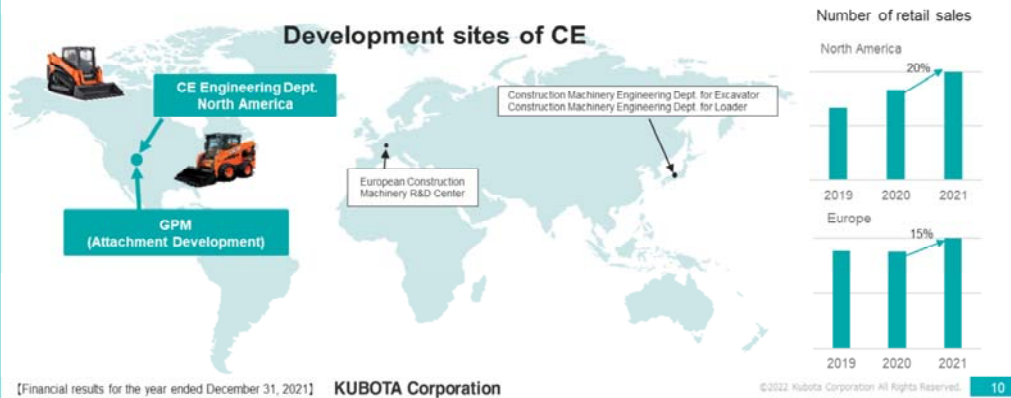 Development sites of CE
CE Engineering Dept.
North America
Construction Machinery Engineering Dept. for Excavator
Construction Machinery Engineering Dept. for Loader
European Construction
Machinery R&D Center
GPM
(Attachment Development)
Number of retail sales
North America
20%
2019 2020 2021
Europe
15%
2019 2020 2021
【Financial results for the year ended December 31, 2021】 KUBOTA Corporation
©2022 Kubota Corporation All Rights Reserved. 10